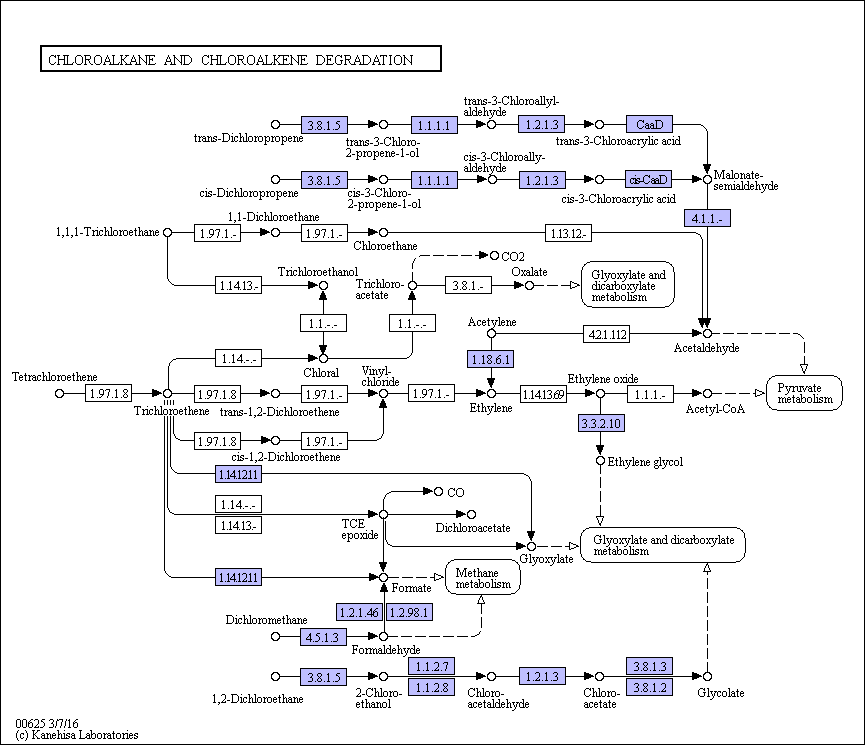 CHLOROALKANE AND CHLOROALKENE DEGRADATION
trans-3-Chloroallyl-
aldehyde
3.8.1.5
1.1.1.1
1.2.1.3
CaaD
trans-Dichloropropene
trans-3-Chloro-
2-propene-1-ol
trans-3-Chloroacrylic acid
cis-3-Chloroally-
aldehyde
3.8.1.5
1.1.1.1
1.2.1.3
cis-CaaD
Malonate-
semialdehyde
cis-Dichloropropene
cis-3-Chloro-
2-propene-1-ol
cis-3-Chloroacrylic acid
4.1.1.-
1,1-Dichloroethane
1,1,1-Trichloroethane
1.97.1.-
1.97.1.-
1.13.12.-
Chloroethane
CO2
Trichloroethanol
Trichloro-
acetate
Oxalate
1.14.13.-
3.8.1.-
Glyoxylate and
dicarboxylate
metabolism
1.1.-.-
1.1.-.-
Acetylene
4.2.1.112
Acetaldehyde
1.14.-.-
1.18.6.1
Chloral
Vinyl-
chloride
Tetrachloroethene
Ethylene oxide
1.97.1.8
1.97.1.8
1.97.1.-
1.97.1.-
1.14.13.69
1.1.1.-
Pyruvate
metabolism
Trichloroethene
trans-1,2-Dichloroethene
Ethylene
Acetyl-CoA
3.3.2.10
1.97.1.8
1.97.1.-
cis-1,2-Dichloroethene
Ethylene glycol
1.14.12.11
CO
1.14.-.-
1.14.13.-
TCE
epoxide
Dichloroacetate
Glyoxylate
Glyoxylate and dicarboxylate
metabolism
1.14.12.11
Formate
Methane
metabolism
1.2.1.46
1.2.98.1
Dichloromethane
4.5.1.3
Formaldehyde
3.8.1.5
1.1.2.7
1.1.2.8
1.2.1.3
3.8.1.3
3.8.1.2
1,2-Dichloroethane
2-Chloro-
ethanol
Chloro-
acetaldehyde
Chloro-
acetate
Glycolate
00625 3/7/16
(c) Kanehisa Laboratories